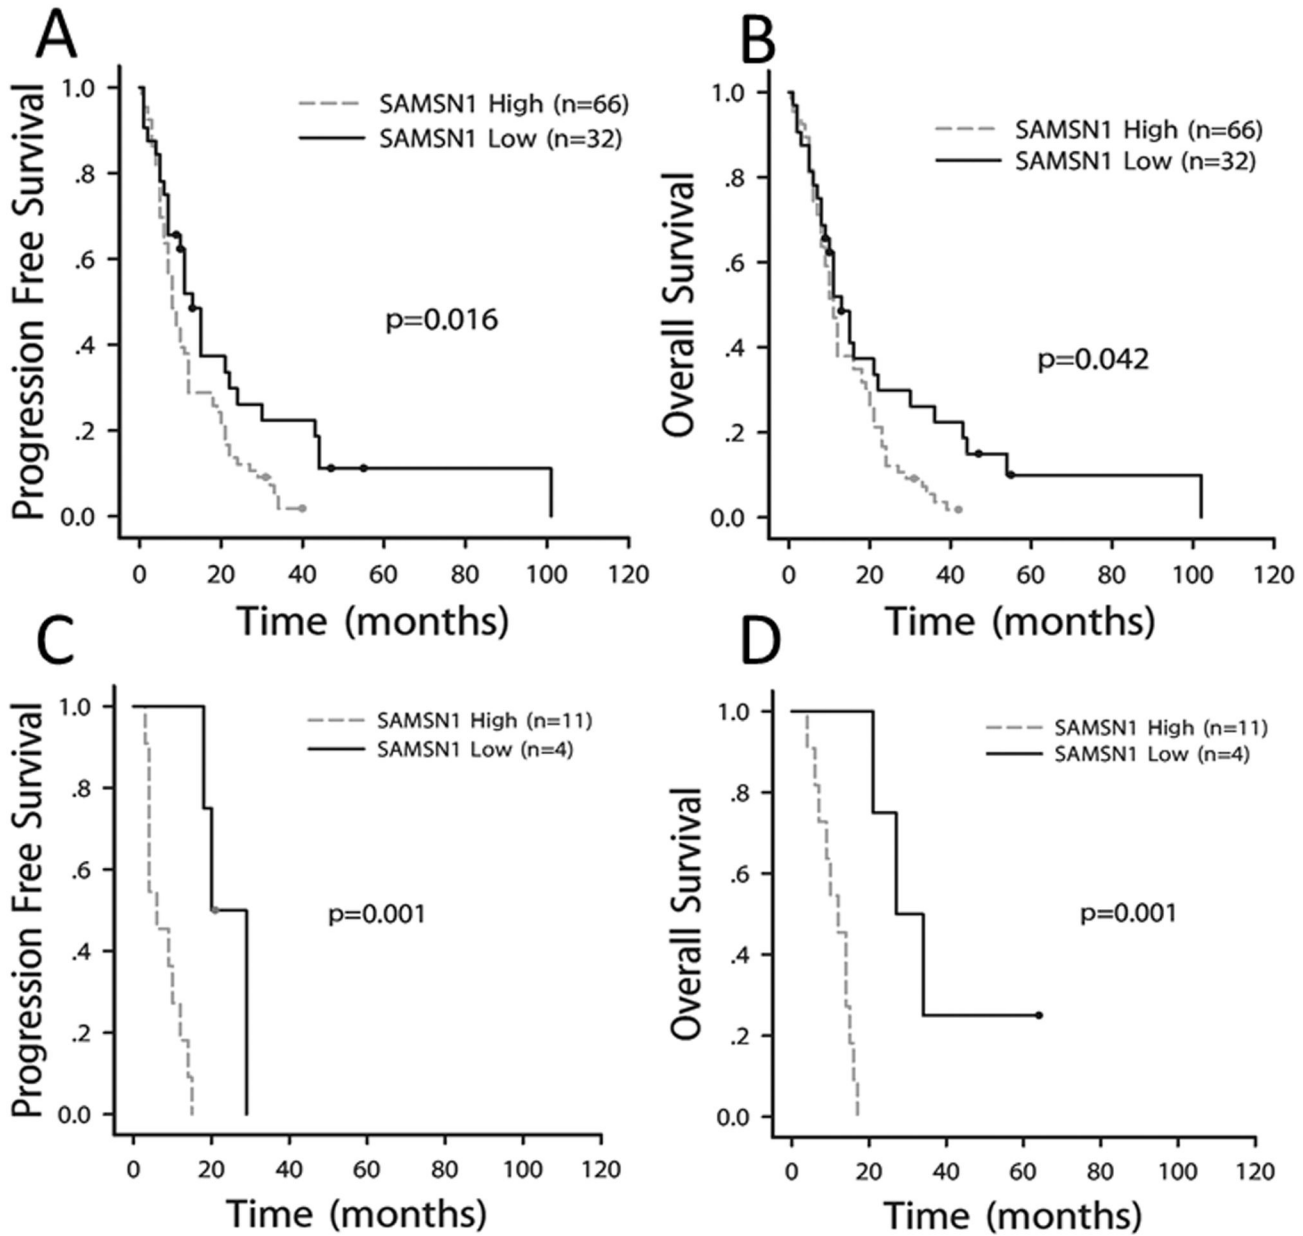 A
Progression Free Survival
1.0
.8
.6
.4
.2
0.0
SAMSN1 High (n=66)
SAMSN1 Low (n=32)
p=0.016
0 20 40 60 80 100 120
Time (months)
B
Overall Survival
1.0
.8
.6
.4
.2
0.0
SAMSN1 High (n=66)
SAMSN1 Low (n=32)
p=0.042
0 20 40 60 80 100 120
Time (months)
C
Progression Free Survival
1.0
.8
.6
.4
.2
0.0
SAMSN1 High (n=11)
SAMSN1 Low (n=4)
p=0.001
0 20 40 60 80 100 120
Time (months)
D
Overall Survival
1.0
.8
.6
.4
.2
0.0
SAMSN1 High (n=11)
SAMSN1 Low (n=4)
p=0.001
0 20 40 60 80 100 120
Time (months)